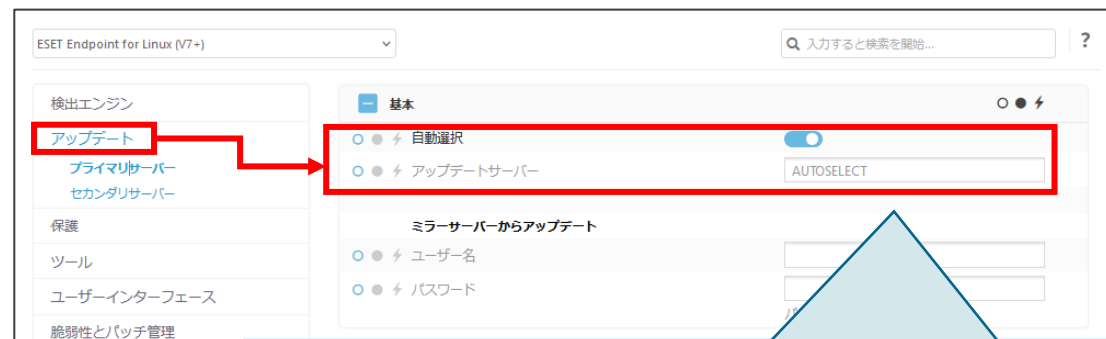 ESET Endpoint for Linux (V7+)
入力すると検索を開始...
?
検出エンジン
アップデート
プライマリサーバー
セカンダリサーバー
保護
ツール
ユーザーインターフェース
脆弱性とパッチ管理
基本
自動選択
アップデートサーバー
AUTOSELECT
ミラーサーバーからアップデート
ユーザー名
パスワード